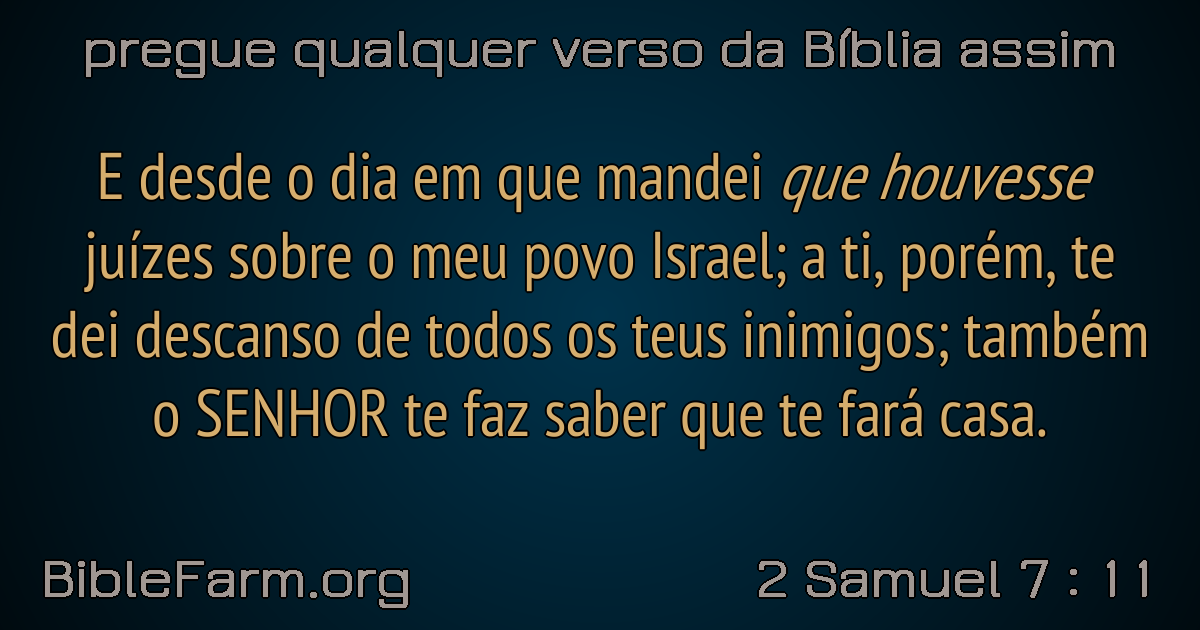 pregue qualquer verso da Bíblia assim
E desde o dia em que mandei que houvesse
juízes sobre o meu povo Israel; a ti, porém, te
dei descanso de todos os teus inimigos; também
o SENHOR te faz saber que te fará casa.
BibleFarm.org
2 Samuel 7 : 11